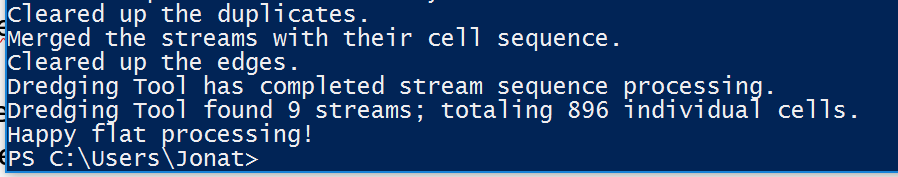 Cleared up the duplicates.
Merged the streams with their cell sequence.
Cleared up the edges.
Dredging Tool has completed stream sequence processing.
Dredging Tool found 9 streams; totaling 896 individual cells.
Happy flat processing!
PS C:\Users\Jonat>